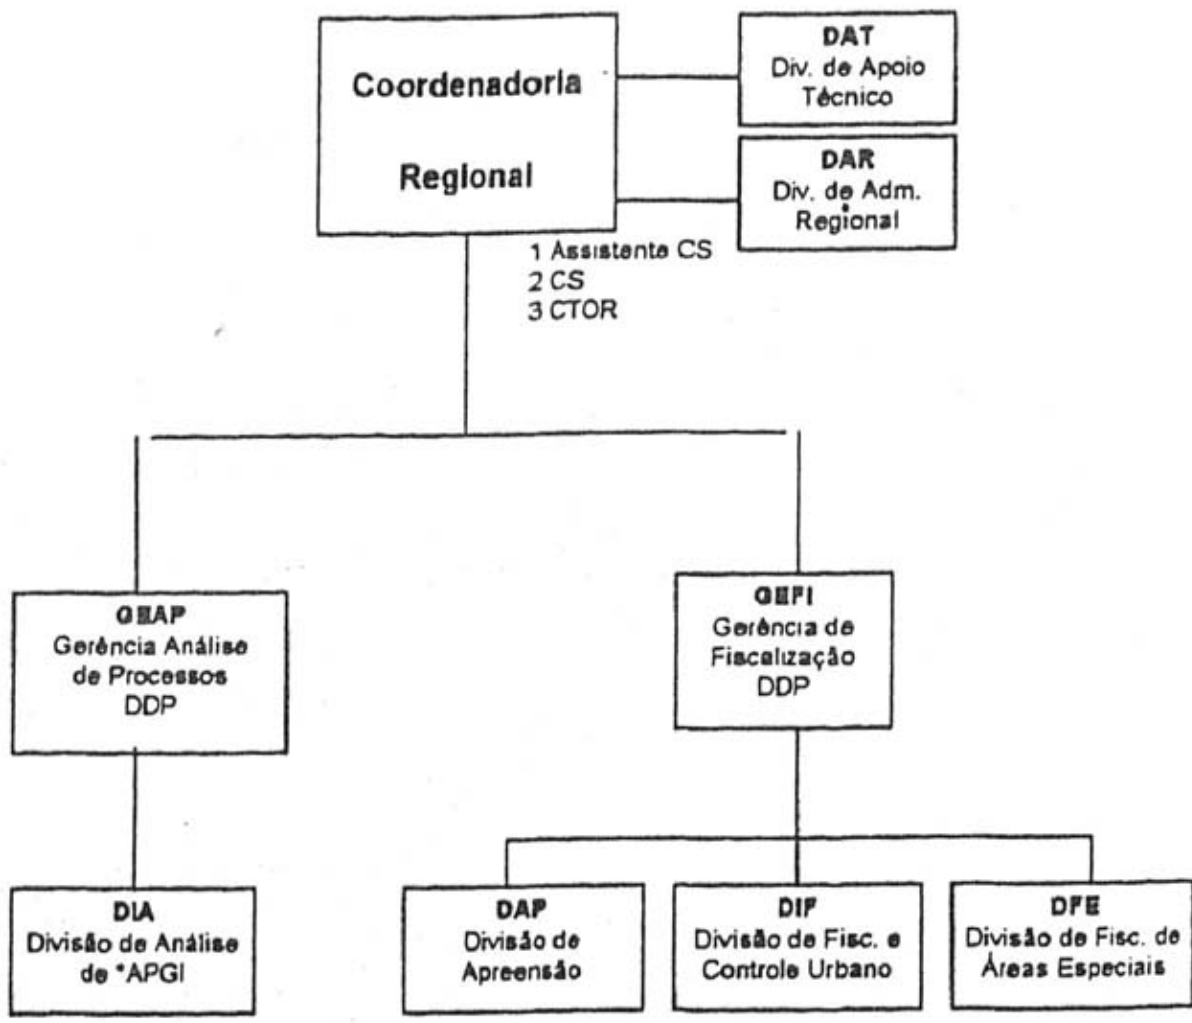 Coordenadoria
Regional
DAT
Div. de Apoio
Técnico
DAR
Div. de Adm.
Regional
1 Assistente CS
2 CS
3 CTOR
GEAP
Gerência Análise
de Processos
DDP
GEFI
Gerência de
Fiscalização
DDP
DIA
Divisão de Análise
de *APGI
DAP
Divisão de
Apreensão
DIF
Divisão de Fisc. e
Controle Urbano
DFE
Divisão de Fisc. de
Áreas Especiais